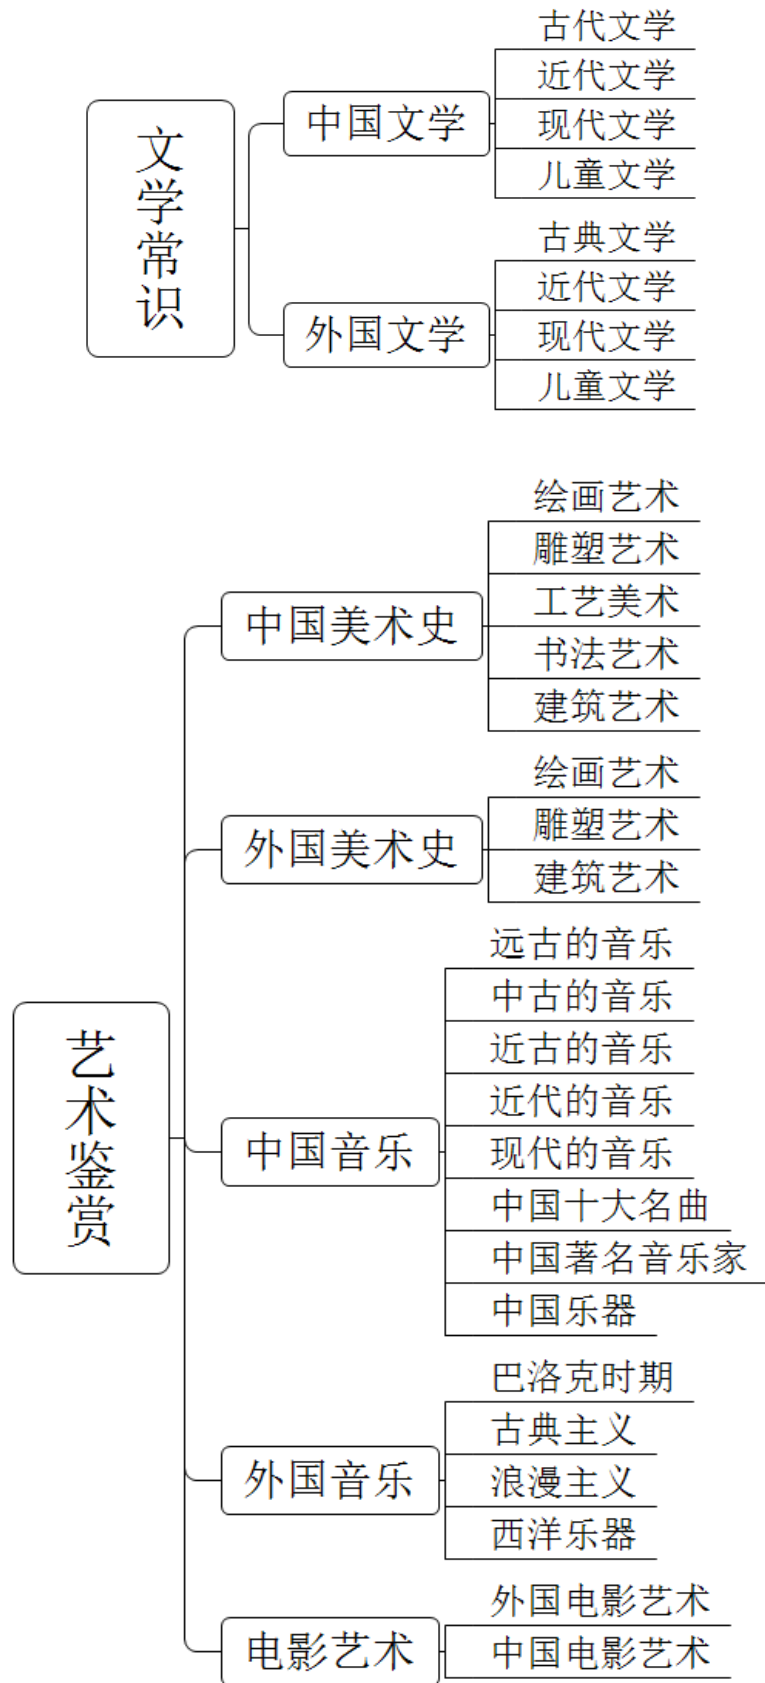 文学常识
中国文学
古代文学
近代文学
现代文学
儿童文学
外国文学
古典文学
近代文学
现代文学
儿童文学
艺术鉴赏
中国美术史
绘画艺术
雕塑艺术
工艺美术
书法艺术
建筑艺术
外国美术史
绘画艺术
雕塑艺术
建筑艺术
中国音乐
远古的音乐
中古的音乐
近古的音乐
近代的音乐
现代的音乐
中国十大名曲
中国著名音乐家
中国乐器
外国音乐
巴洛克时期
古典主义
浪漫主义
西洋乐器
电影艺术
外国电影艺术
中国电影艺术